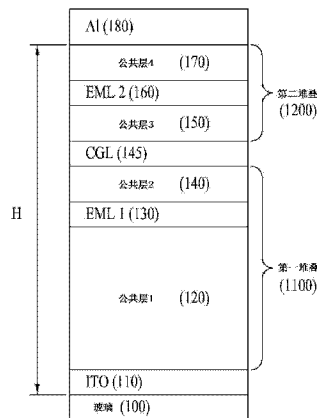 Al (180)
公共层4 (170)
EML 2 (160)
公共层3 (150)
第二堆叠
(1200)
CGL (145)
公共层2 (140)
EML 1 (130)
H
公共层1 (120)
第一堆叠
(1100)
ITO (110)
玻璃 (100)